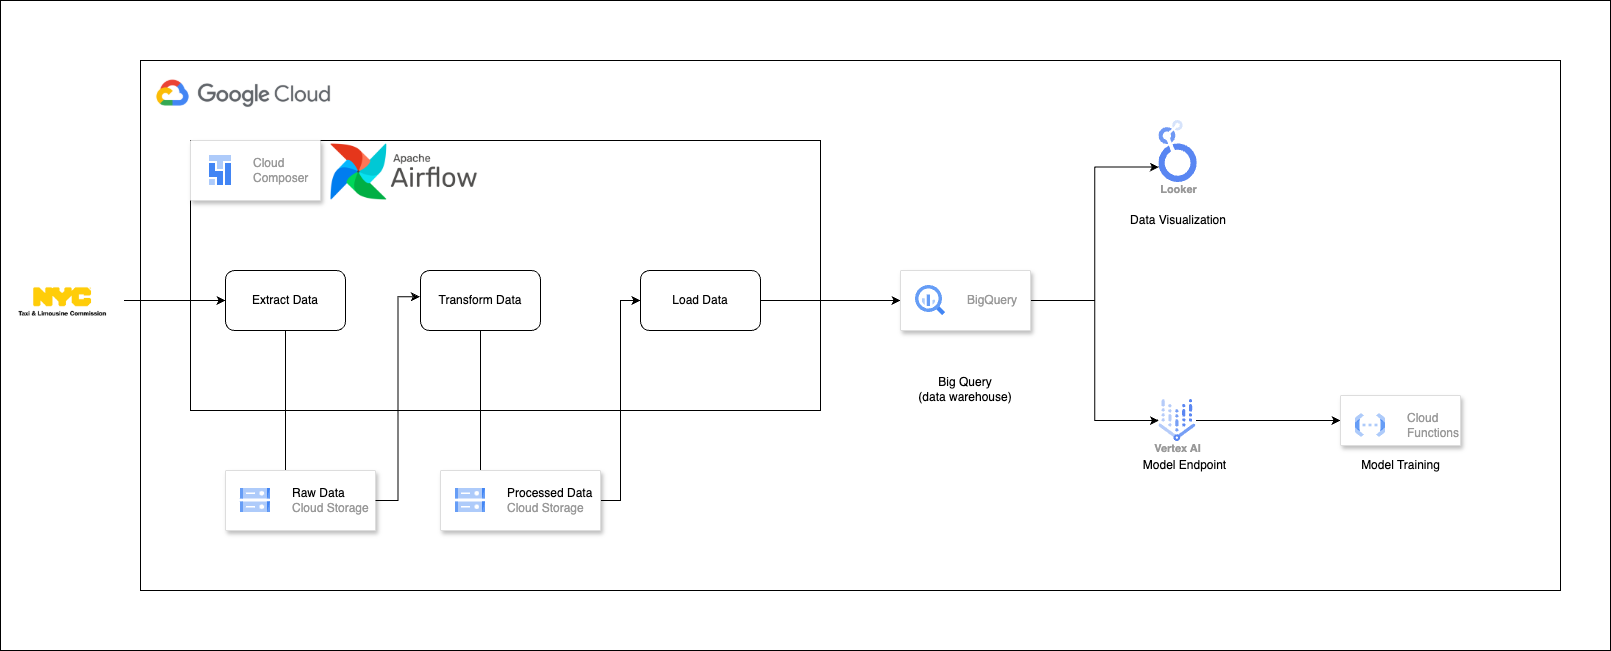 Google Cloud
Cloud
Composer
Apache
Airflow
NYC
Taxi & Limousine Commission
Extract Data
Transform Data
Load Data
Raw Data
Cloud Storage
Processed Data
Cloud Storage
BigQuery
Big Query
(data warehouse)
Looker
Data Visualization
Vertex AI
Model Endpoint
Cloud
Functions
Model Training